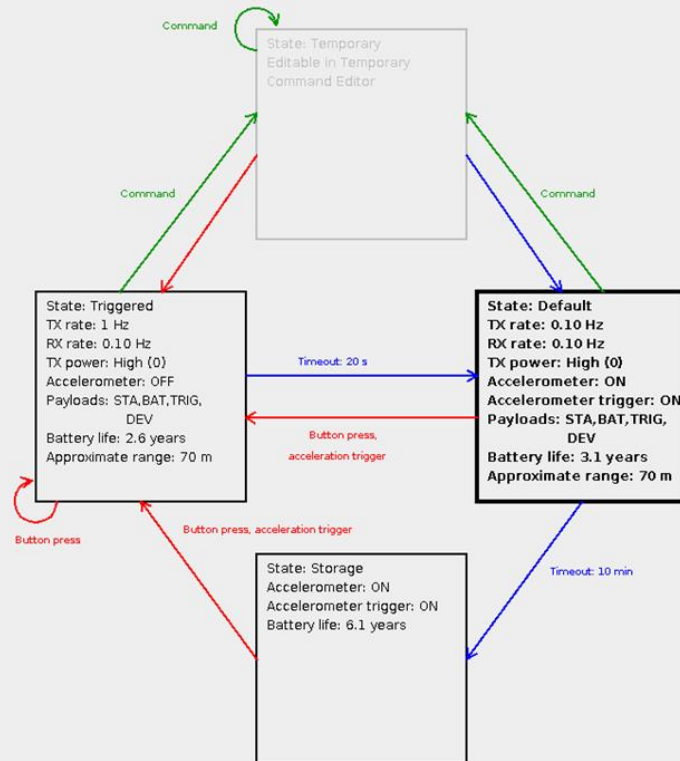 Command
State: Temporary
Editable in Temporary
Command Editor
Command
Command
State: Triggered
TX rate: 1 Hz
RX rate: 0.10 Hz
TX power: High (0)
Accelerometer: OFF
Payloads: STA,BAT,TRIG,
DEV
Battery life: 2.6 years
Approximate range: 70 m
Timeout: 20 s
Button press,
acceleration trigger
State: Default
TX rate: 0.10 Hz
RX rate: 0.10 Hz
TX power: High (0)
Accelerometer: ON
Accelerometer trigger: ON
Payloads: STA,BAT,TRIG,
DEV
Battery life: 3.1 years
Approximate range: 70 m
Button press
Button press, acceleration trigger
Timeout: 10 min
State: Storage
Accelerometer: ON
Accelerometer trigger: ON
Battery life: 6.1 years